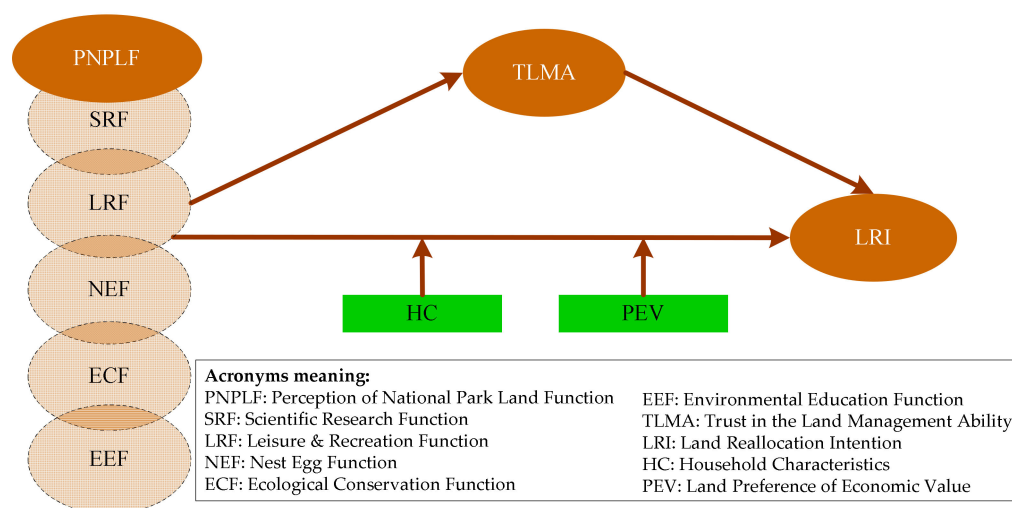 PNPLF
TLMA
SRF
LRF
LRI
NEF
HC
PEV
ECF
EEF
Acronyms meaning:
PNPLF: Perception of National Park Land Function
SRF: Scientific Research Function
LRF: Leisure & Recreation Function
NEF: Nest Egg Function
ECF: Ecological Conservation Function
EEF: Environmental Education Function
TLMA: Trust in the Land Management Ability
LRI: Land Reallocation Intention
HC: Household Characteristics
PEV: Land Preference of Economic Value